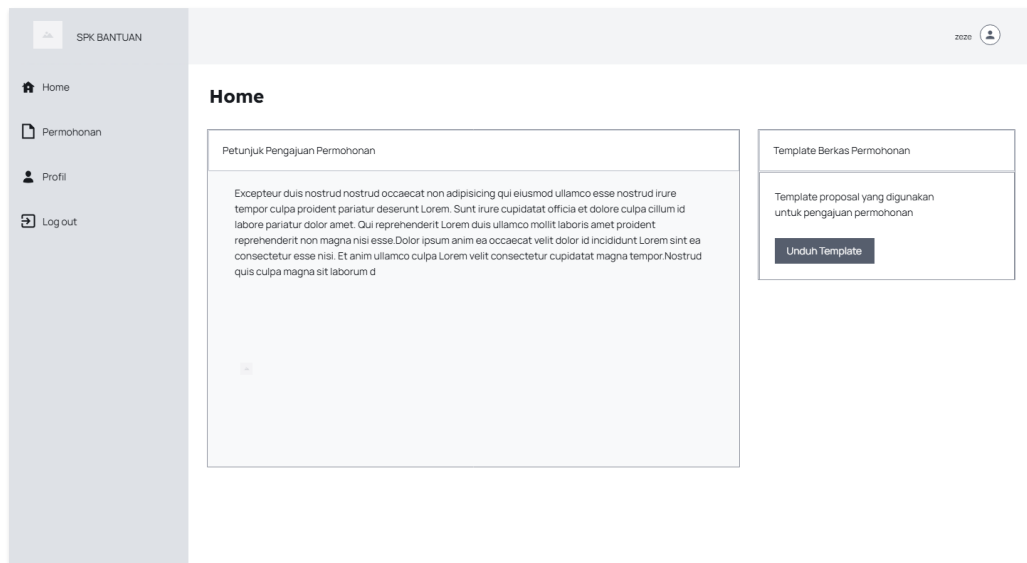 SPK BANTUAN
zeze
Home
Permohonan
Profil
Log out
Home
Petunjuk Pengajuan Permohonan
Excepteur duis nostrud nostrud occaecat non adipisicing qui eiusmod ullamco esse nostrud irure
tempor culpa proident pariatur deserunt Lorem. Sunt irure cupidatat officia et dolore culpa cillum id
labore pariatur dolor amet. Qui reprehenderit Lorem duis ullamco mollit laboris amet proident
reprehenderit non magna nisi esse.Dolor ipsum anim ea occaecat velit dolor id incididunt Lorem sint ea
consectetur esse nisi. Et anim ullamco culpa Lorem velit consectetur cupidatat magna tempor.Nostrud
quis culpa magna sit laborum d
Template Berkas Permohonan
Template proposal yang digunakan
untuk pengajuan permohonan
Unduh Template